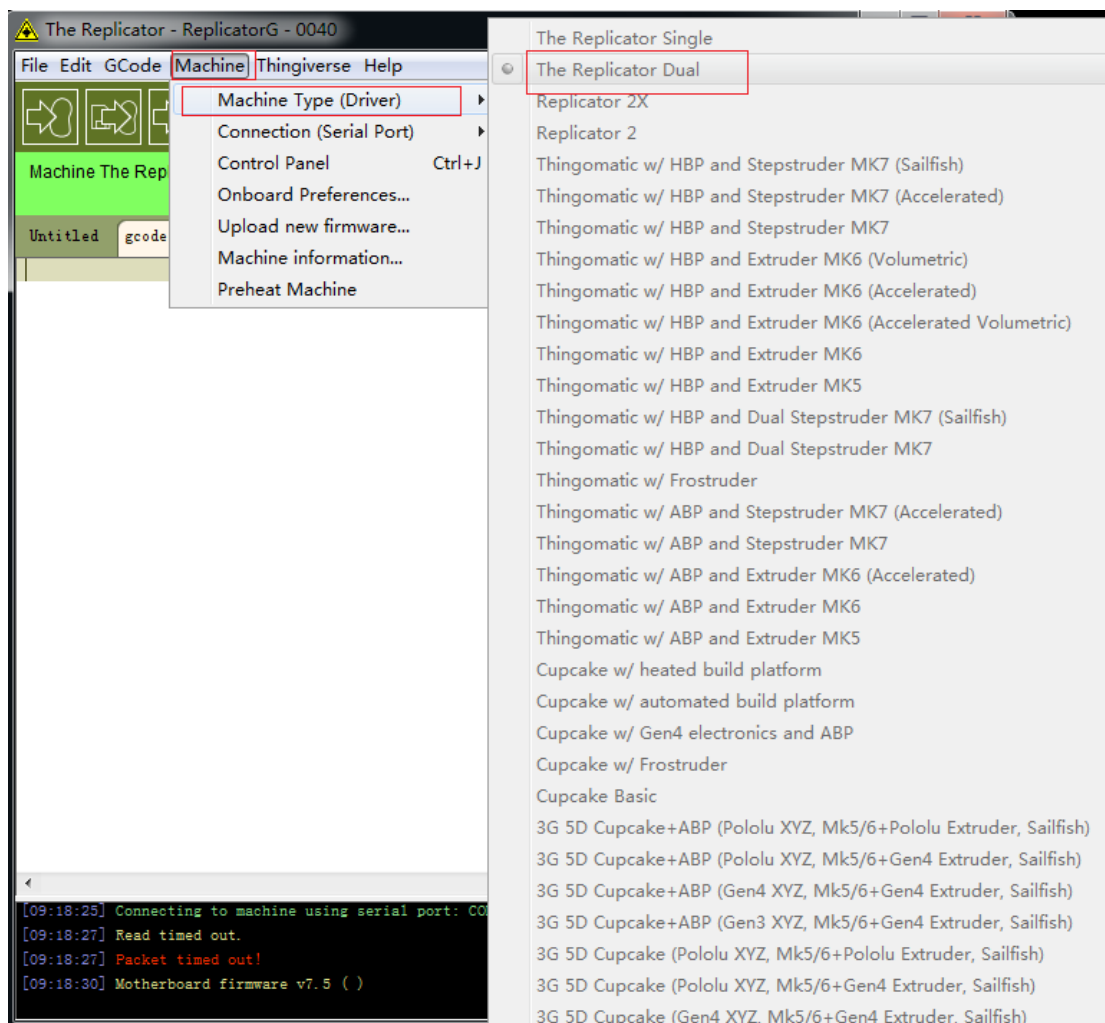 The Replicator - ReplicatorG - 0040
File Edit GCode Machine Thingiverse Help
Machine The Rep
Untitled gcode
Machine Type (Driver)
Connection (Serial Port)
Control Panel Ctrl+J
Onboard Preferences...
Upload new firmware...
Machine information...
Preheat Machine
The Replicator Single
The Replicator Dual
Replicator 2X
Replicator 2
Thingomatic w/ HBP and Stepstruder MK7 (Sailfish)
Thingomatic w/ HBP and Stepstruder MK7 (Accelerated)
Thingomatic w/ HBP and Stepstruder MK7
Thingomatic w/ HBP and Extruder MK6 (Volumetric)
Thingomatic w/ HBP and Extruder MK6 (Accelerated)
Thingomatic w/ HBP and Extruder MK6 (Accelerated Volumetric)
Thingomatic w/ HBP and Extruder MK6
Thingomatic w/ HBP and Extruder MK5
Thingomatic w/ HBP and Dual Stepstruder MK7 (Sailfish)
Thingomatic w/ HBP and Dual Stepstruder MK7
Thingomatic w/ Frostruder
Thingomatic w/ ABP and Stepstruder MK7 (Accelerated)
Thingomatic w/ ABP and Stepstruder MK7
Thingomatic w/ ABP and Extruder MK6 (Accelerated)
Thingomatic w/ ABP and Extruder MK6
Thingomatic w/ ABP and Extruder MK5
Cupcake w/ heated build platform
Cupcake w/ automated build platform
Cupcake w/ Gen4 electronics and ABP
Cupcake w/ Frostruder
Cupcake Basic
3G 5D Cupcake+ABP (Pololu XYZ, Mk5/6+Pololu Extruder, Sailfish)
3G 5D Cupcake+ABP (Pololu XYZ, Mk5/6+Gen4 Extruder, Sailfish)
3G 5D Cupcake+ABP (Gen4 XYZ, Mk5/6+Gen4 Extruder, Sailfish)
3G 5D Cupcake+ABP (Gen3 XYZ, Mk5/6+Gen4 Extruder, Sailfish)
3G 5D Cupcake (Pololu XYZ, Mk5/6+Pololu Extruder, Sailfish)
3G 5D Cupcake (Pololu XYZ, Mk5/6+Gen4 Extruder, Sailfish)
3G 5D Cupcake (Gen4 XYZ, Mk5/6+Gen4 Extruder, Sailfish)
[09:18:25] Connecting to machine using serial port: CO
[09:18:27] Read timed out.
[09:18:27] Packet timed out!
[09:18:30] Motherboard firmware v7.5 ( )